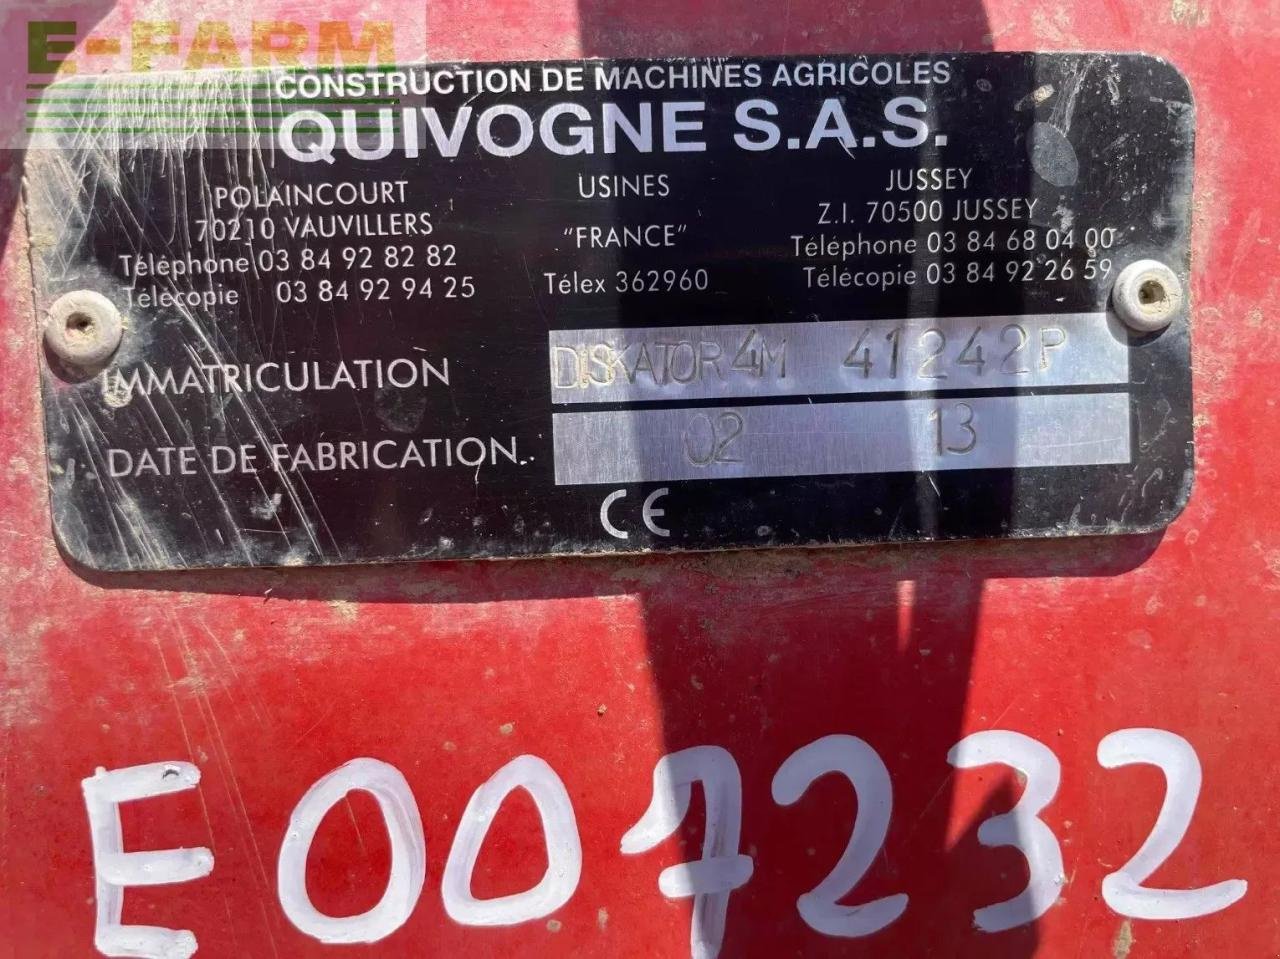 E-FARM
CONSTRUCTION DE MACHINES AGRICOLES
QUIVOGNE S.A.S.
POLAINCOURT
70210 VAUVILLERS
Téléphone 03 84 92 82 82
Télécopie 03 84 92 94 25
USINES
"FRANCE"
Télex 362960
JUSSEY
Z.I. 70500 JUSSEY
Téléphone 03 84 68 04 00
Télécopie 03 84 92 26 59
IMMATRICULATION DISKATOR 4M 41242P
DATE DE FABRICATION. 02 13
CE
E007232